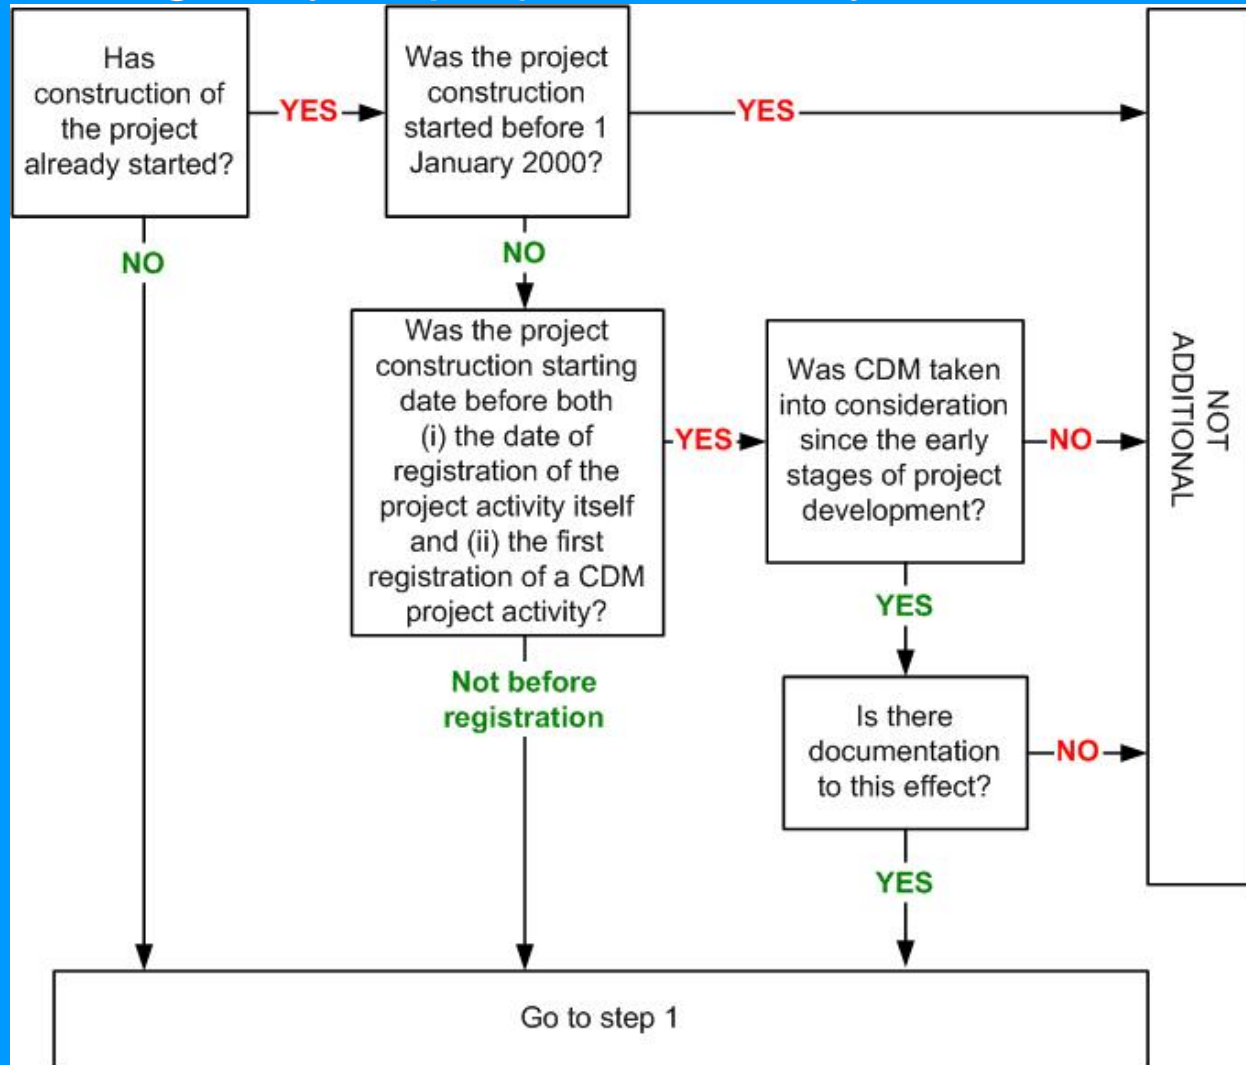 Has
construction of
the project
already started?
YES
Was the project
construction
started before 1
January 2000?
YES
NO
NO
Was the project
construction starting
date before both
(i) the date of
registration of the
project activity itself
and (ii) the first
registration of a CDM
project activity?
YES
Was CDM taken
into consideration
since the early
stages of project
development?
NO
NOT
ADDITIONAL
YES
Not before
registration
Is there
documentation
to this effect?
NO
YES
Go to step 1